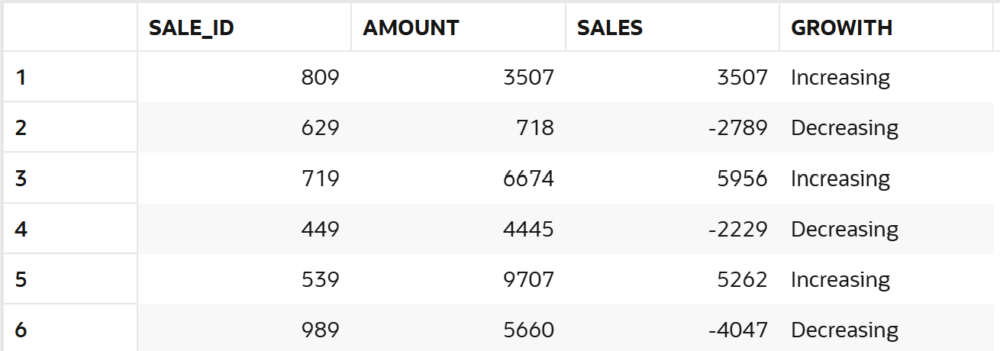 SALE_ID AMOUNT SALES GROWITH
1 809 3507 3507 Increasing
2 629 718 -2789 Decreasing
3 719 6674 5956 Increasing
4 449 4445 -2229 Decreasing
5 539 9707 5262 Increasing
6 989 5660 -4047 Decreasing